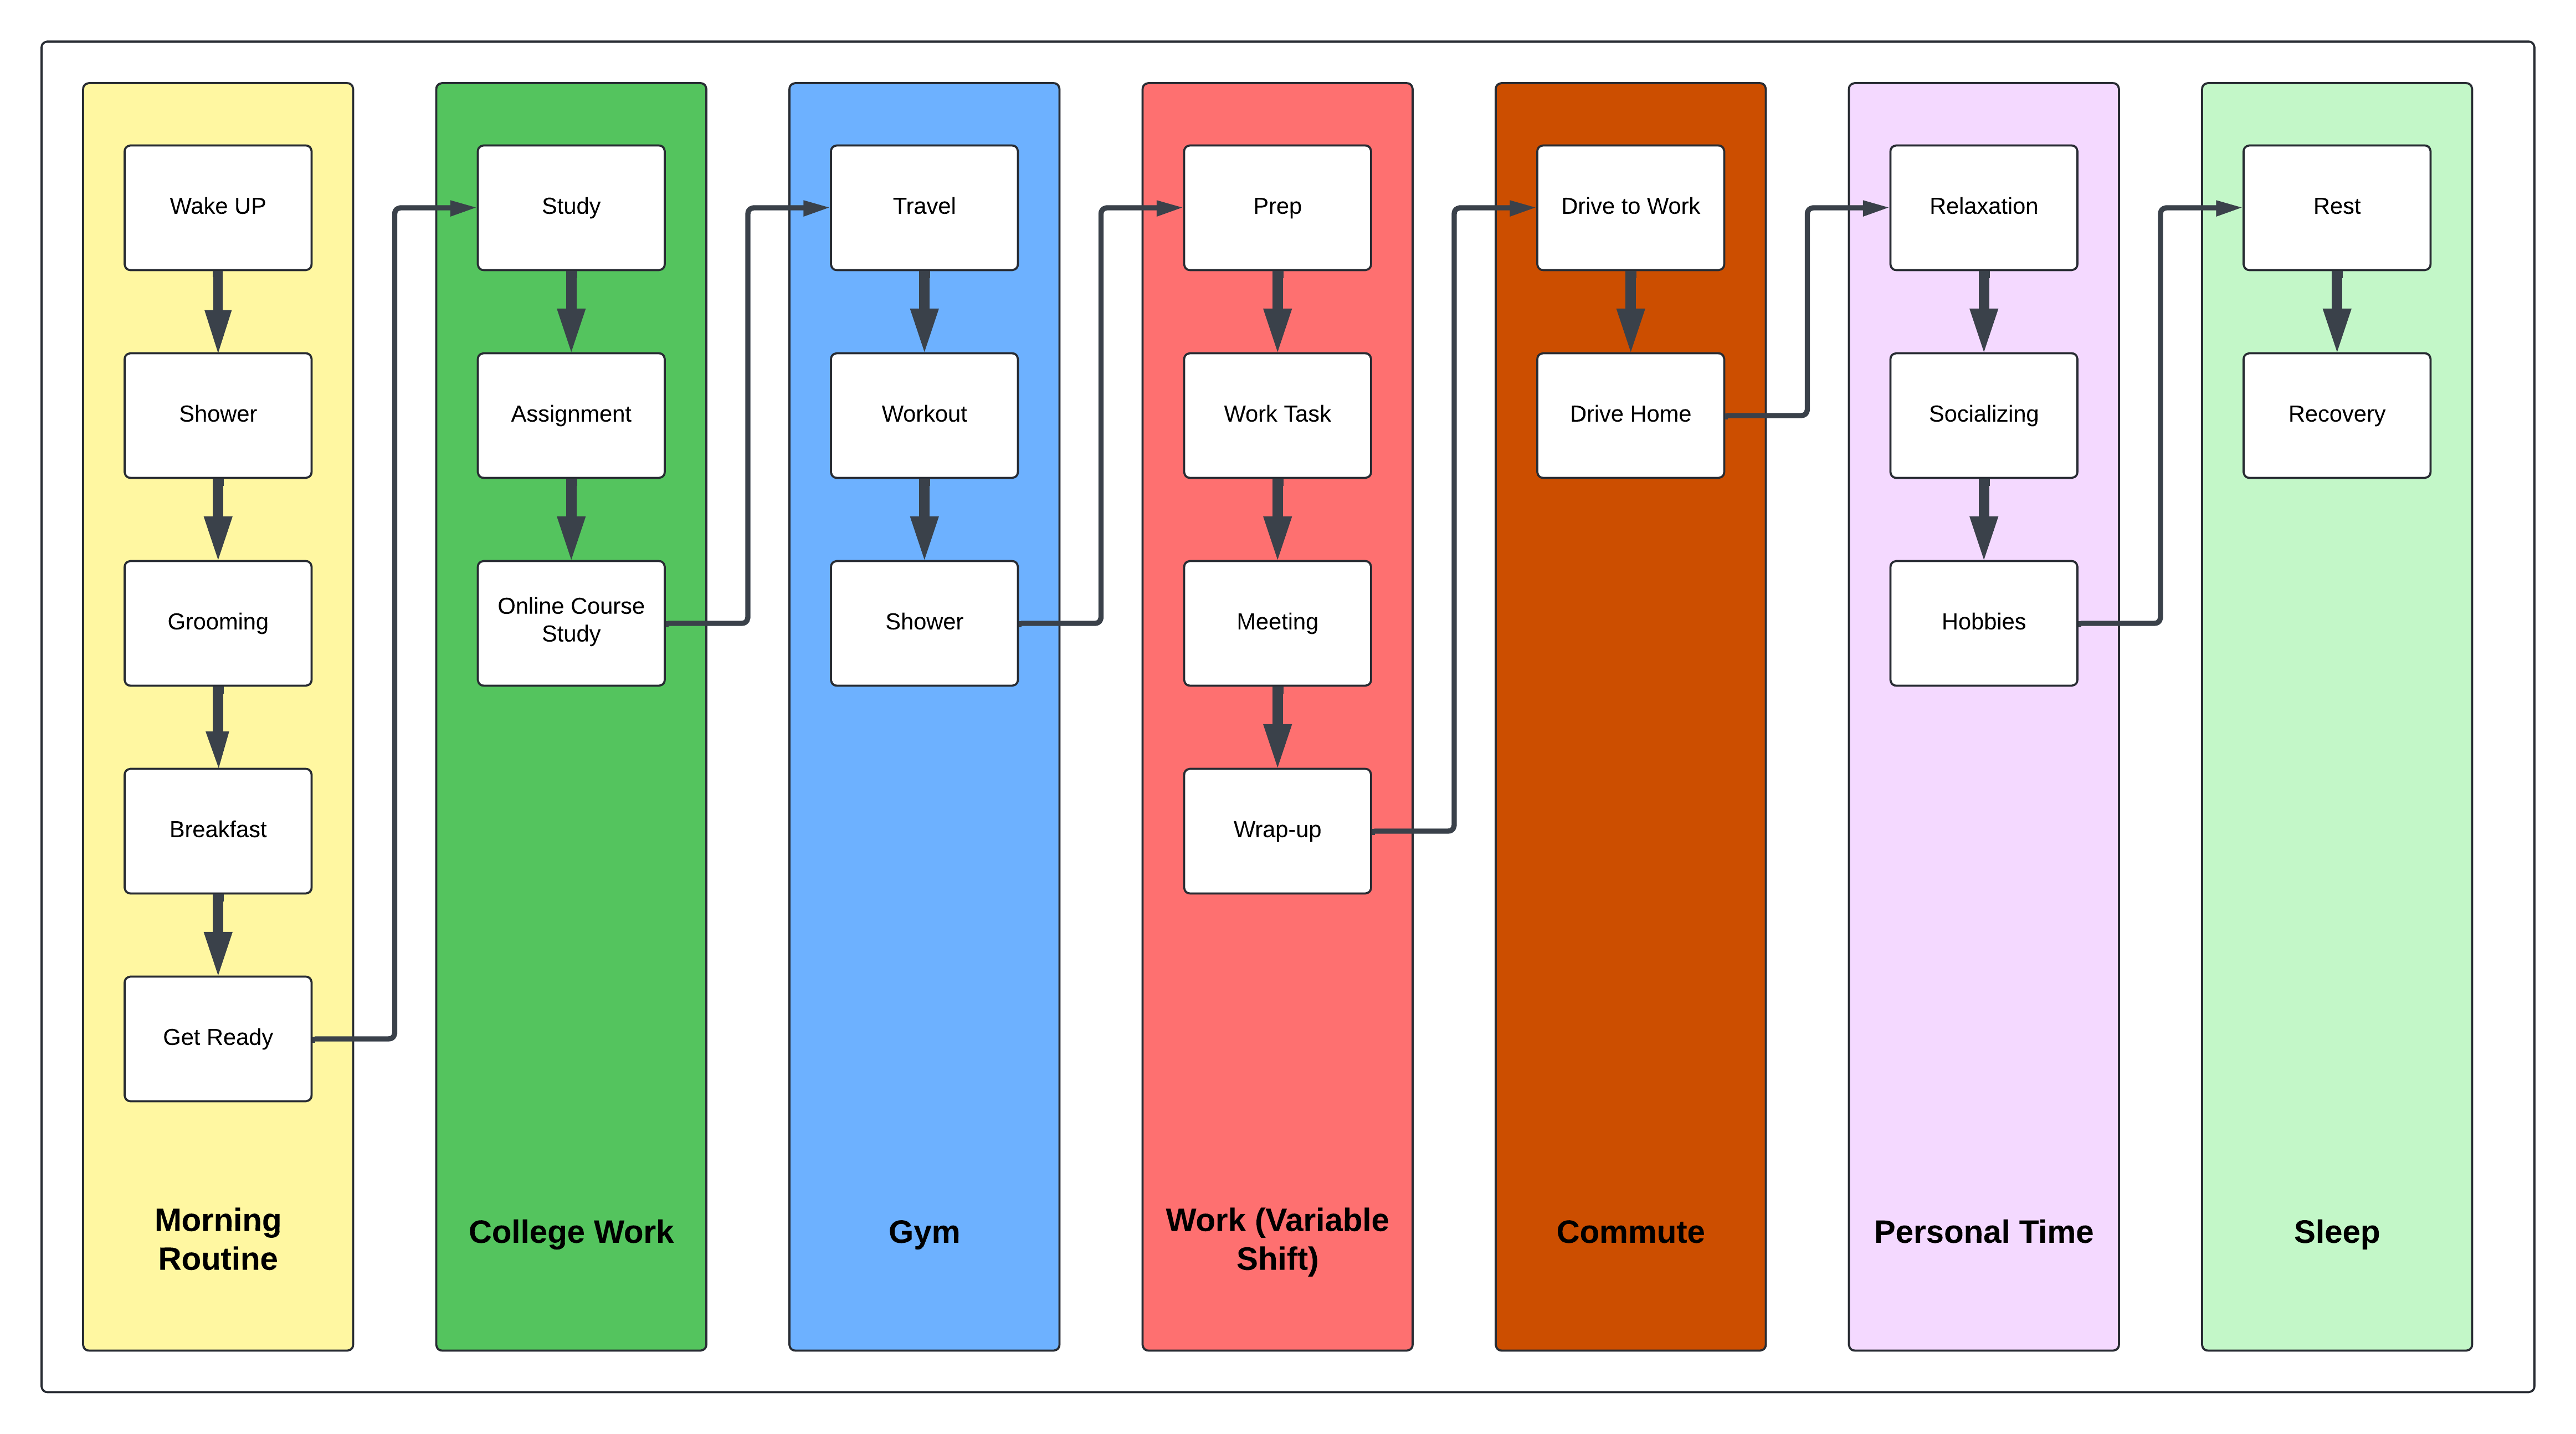 Wake UP
Shower
Grooming
Breakfast
Get Ready
Morning
Routine
Study
Assignment
Online Course
Study
College Work
Travel
Workout
Shower
Gym
Prep
Work Task
Meeting
Wrap-up
Work (Variable
Shift)
Drive to Work
Drive Home
Commute
Relaxation
Socializing
Hobbies
Personal Time
Rest
Recovery
Sleep